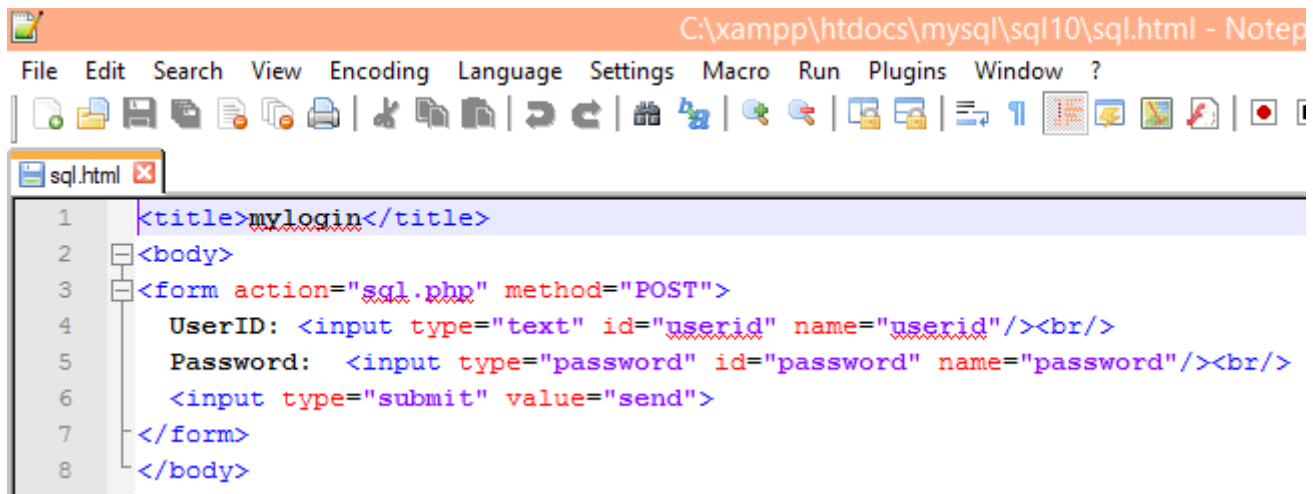 C:\xampp\htdocs\mysql\sql10\sql.html - Notep
File Edit Search View Encoding Language Settings Macro Run Plugins Window ?
sql.html
1 <title>mylogin</title>
2 <body>
3 <form action="sql.php" method="POST">
4 UserID: <input type="text" id="userid" name="userid"/><br/>
5 Password:  <input type="password" id="password" name="password"/><br/>
6 <input type="submit" value="send">
7 </form>
8 </body>